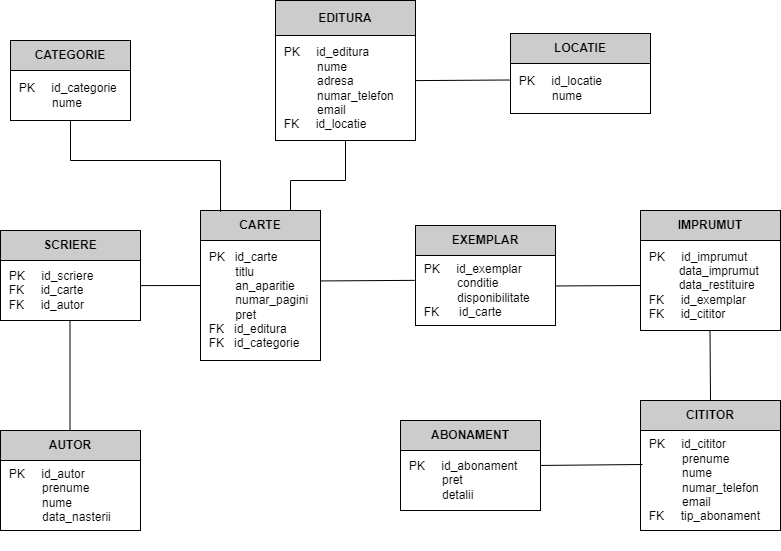 EDITURA
PK id_editura
nume
adresa
numar_telefon
email
FK id_locatie
CATEGORIE
PK id_categorie
nume
LOCATIE
PK id_locatie
nume
SCRIERE
PK id_scriere
FK id_carte
FK id_autor
CARTE
PK id_carte
titlu
an_aparitie
numar_pagini
pret
FK id_editura
FK id_categorie
EXEMPLAR
PK id_exemplar
conditie
disponibilitate
FK id_carte
IMPRUMUT
PK id_imprumut
data_imprumut
data_restituire
FK id_exemplar
FK id_cititor
AUTOR
PK id_autor
prenume
nume
data_nasterii
ABONAMENT
PK id_abonament
pret
detalii
CITITOR
PK id_cititor
prenume
nume
numar_telefon
email
FK tip_abonament